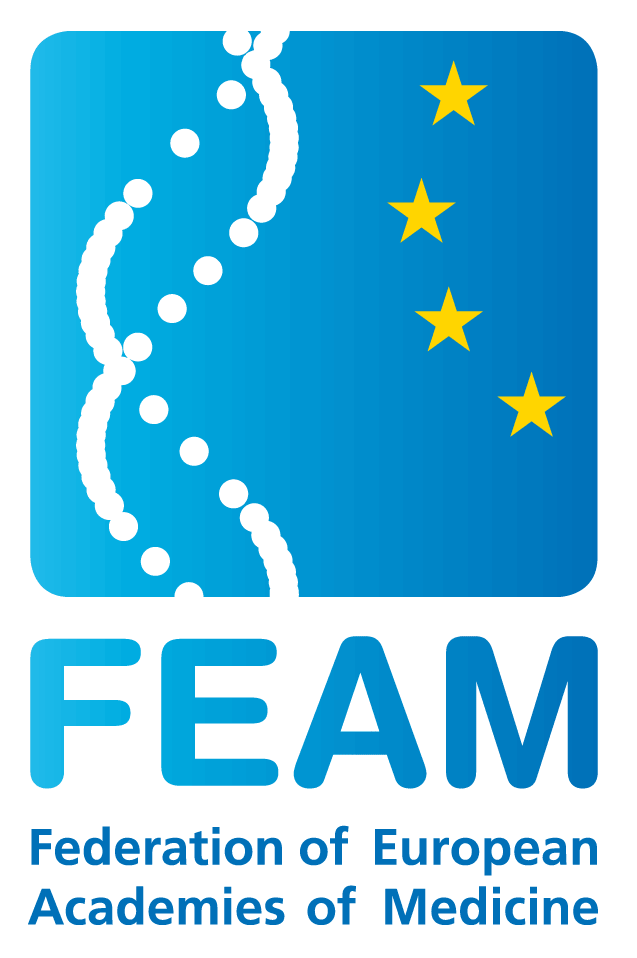 FEAM
Federation of European
Academies of Medicine